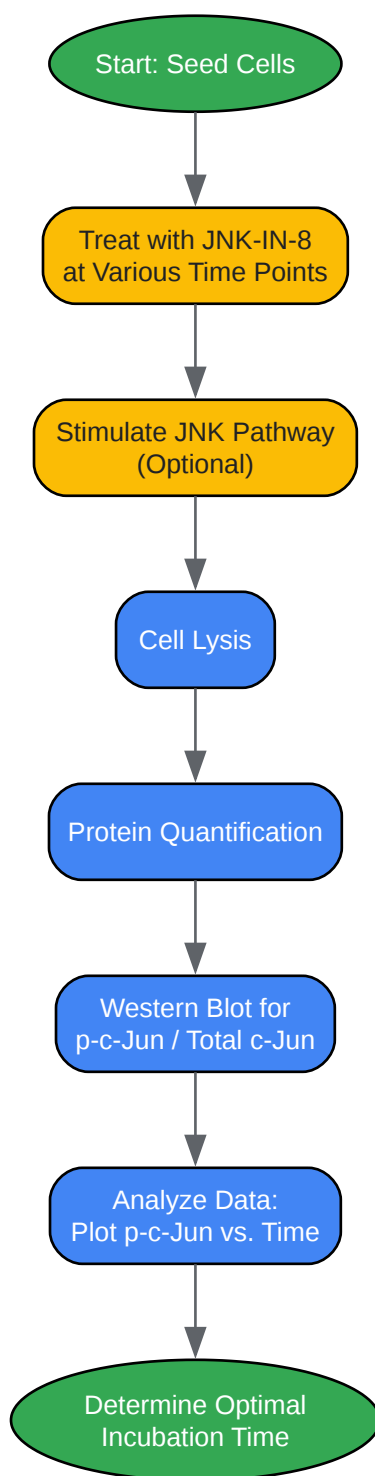 Start: Seed Cells
Treat with JNK-IN-8
at Various Time Points
Stimulate JNK Pathway
(Optional)
Cell Lysis
Protein Quantification
Western Blot for
p-c-Jun / Total c-Jun
Analyze Data:
Plot p-c-Jun vs. Time
Determine Optimal
Incubation Time